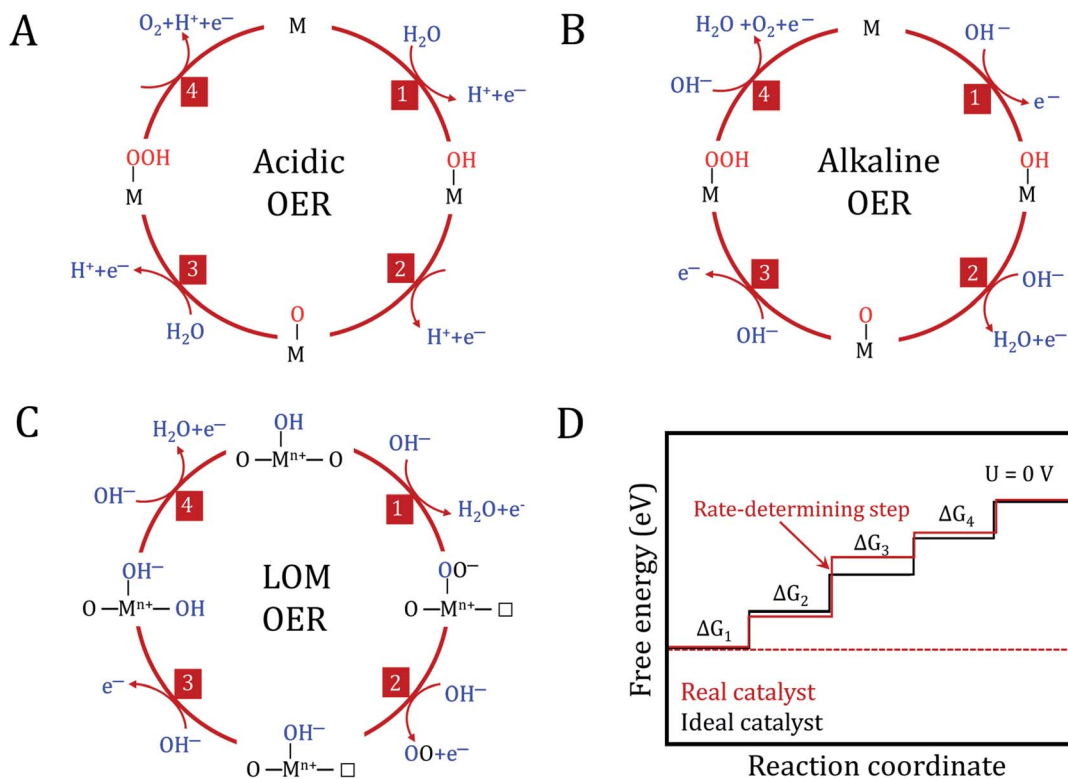 A
O₂+H⁺+e⁻
M
H₂O
4
1
H⁺+e⁻
OOH
M
Acidic
OER
OH
M
H⁺+e⁻
3
2
H₂O
O
M
H⁺+e⁻
B
H₂O +O₂+e⁻
M
OH⁻
OH⁻
4
1
e⁻
OOH
M
Alkaline
OER
OH
M
e⁻
3
2
OH⁻
OH⁻
O
M
H₂O+e⁻
C
H₂O+e⁻
OH
O —Mⁿ⁺— O
OH⁻
OH⁻
4
1
H₂O+e⁻
OH⁻
O—Mⁿ⁺—OH
LOM
OER
OO⁻
O —Mⁿ⁺—□
e⁻
3
2
OH⁻
OH⁻
OH⁻
O —Mⁿ⁺—□
OO+e⁻
D
U = 0 V
Rate-determining step
ΔG₄
ΔG₃
ΔG₂
ΔG₁
Real catalyst
Ideal catalyst
Free energy (eV)
Reaction coordinate